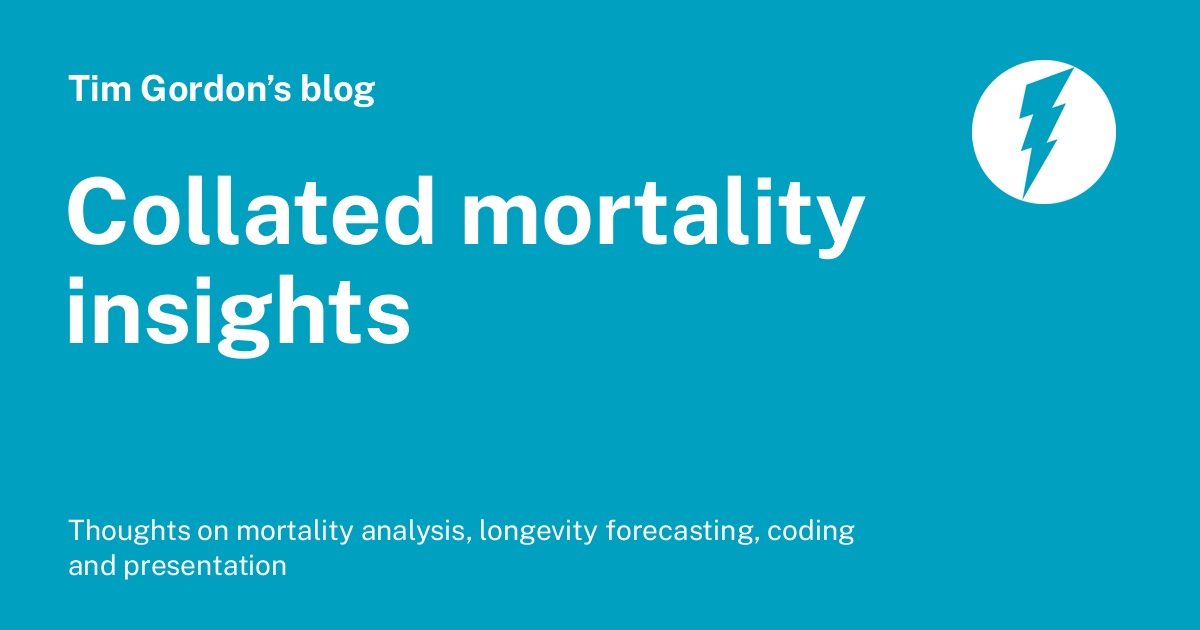 Tim Gordon’s blog
Collated mortality
insights
Thoughts on mortality analysis, longevity forecasting, coding
and presentation